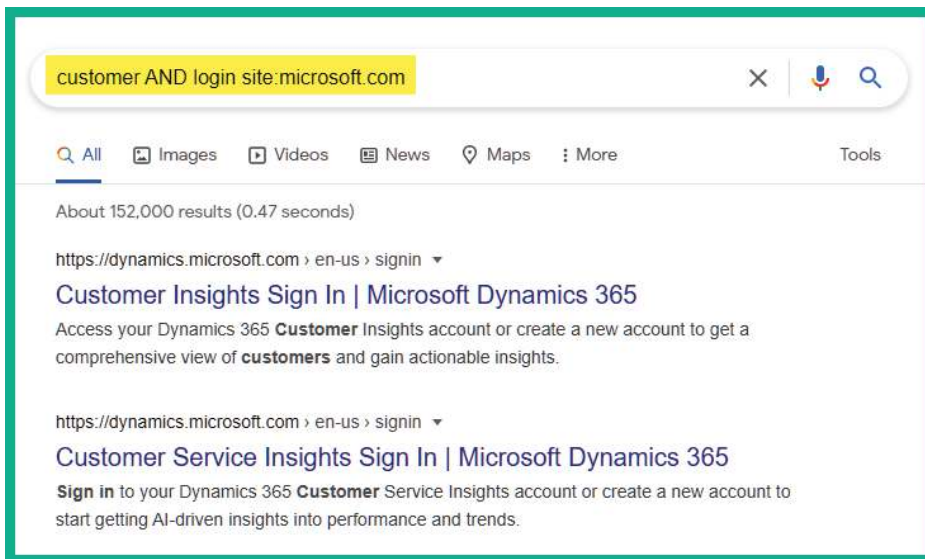 customer AND login site:microsoft.com
All Images Videos News Maps More Tools
About 152,000 results (0.47 seconds)
https://dynamics.microsoft.com › en-us › signin
Customer Insights Sign In | Microsoft Dynamics 365
Access your Dynamics 365 Customer Insights account or create a new account to get a
comprehensive view of customers and gain actionable insights.
https://dynamics.microsoft.com › en-us › signin
Customer Service Insights Sign In | Microsoft Dynamics 365
Sign in to your Dynamics 365 Customer Service Insights account or create a new account to
start getting AI-driven insights into performance and trends.